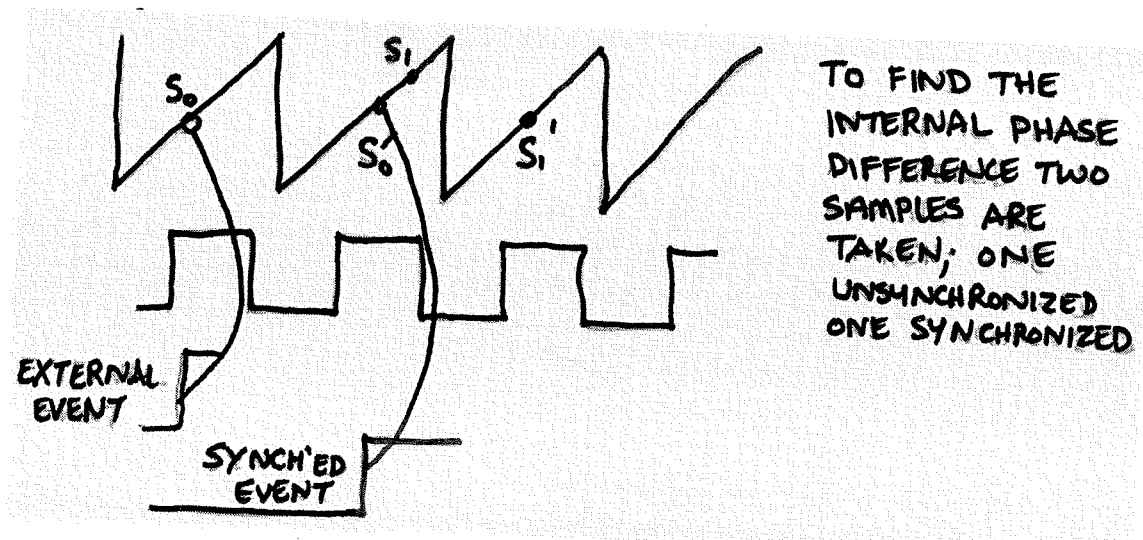 S₀
S₁
S₀'
S₁'
TO FIND THE
INTERNAL PHASE
DIFFERENCE TWO
SAMPLES ARE
TAKEN; ONE
UNSYNCHRONIZED
ONE SYNCHRONIZED
EXTERNAL
EVENT
SYNCH'ED
EVENT